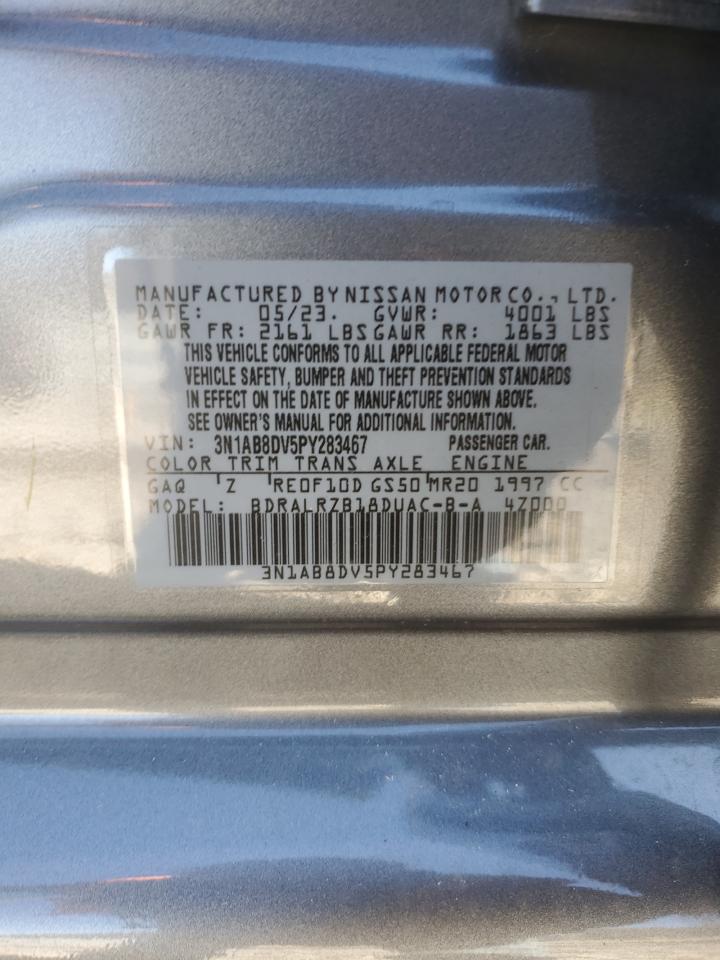 MANUFACTURED BY NISSAN MOTOR CO., LTD.
DATE: 05/23. GVWR: 4001 LBS
GAWR FR: 2161 LBS GAWR RR: 1863 LBS
THIS VEHICLE CONFORMS TO ALL APPLICABLE FEDERAL MOTOR
VEHICLE SAFETY, BUMPER AND THEFT PREVENTION STANDARDS
IN EFFECT ON THE DATE OF MANUFACTURE SHOWN ABOVE.
SEE OWNER'S MANUAL FOR ADDITIONAL INFORMATION.
VIN: 3N1AB8DV5PY283467 PASSENGER CAR.
COLOR TRIM TRANS AXLE ENGINE
GAQ 'Z RE0F10D GS50 MR20 1997 CC
MODEL: BDRALRZB18DUAC-B-A 4Z000
3N1AB8DV5PY283467